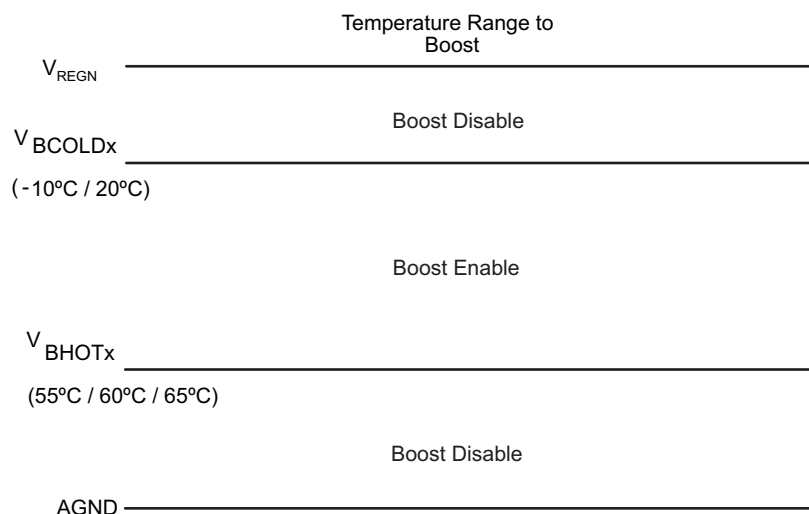 Temperature Range to
Boost
VREGN
Boost Disable
VBCOLDx
(-10ºC / 20ºC)
Boost Enable
VBHOTx
(55ºC / 60ºC / 65ºC)
Boost Disable
AGND